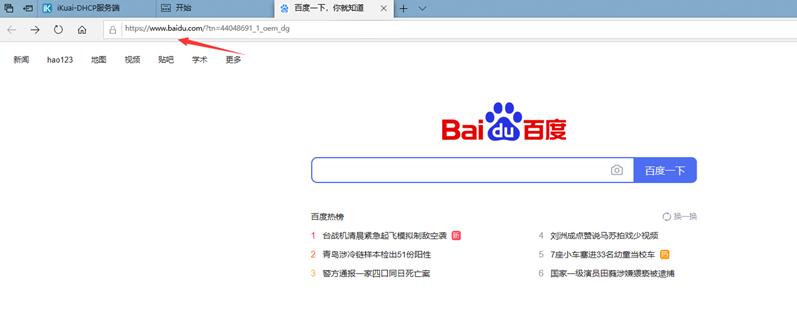 iKuai-DHCP服务端
开始
百度一下，你就知道
https://www.baidu.com/?tn=44048691_1_oem_dg
新闻 hao123 地图 视频 贴吧 学术 更多
Bai du 百度
百度一下
百度热榜 换一换
1 台战机清晨紧急起飞模拟制敌空袭 新
2 青岛涉冷链样本检出51份阳性
3 警方通报一家四口同日死亡案
4 刘洲成点赞说马苏拍戏少视频
5 7座小车塞进33名幼童当校车 热
6 国家一级演员田蕤涉嫌猥亵被逮捕